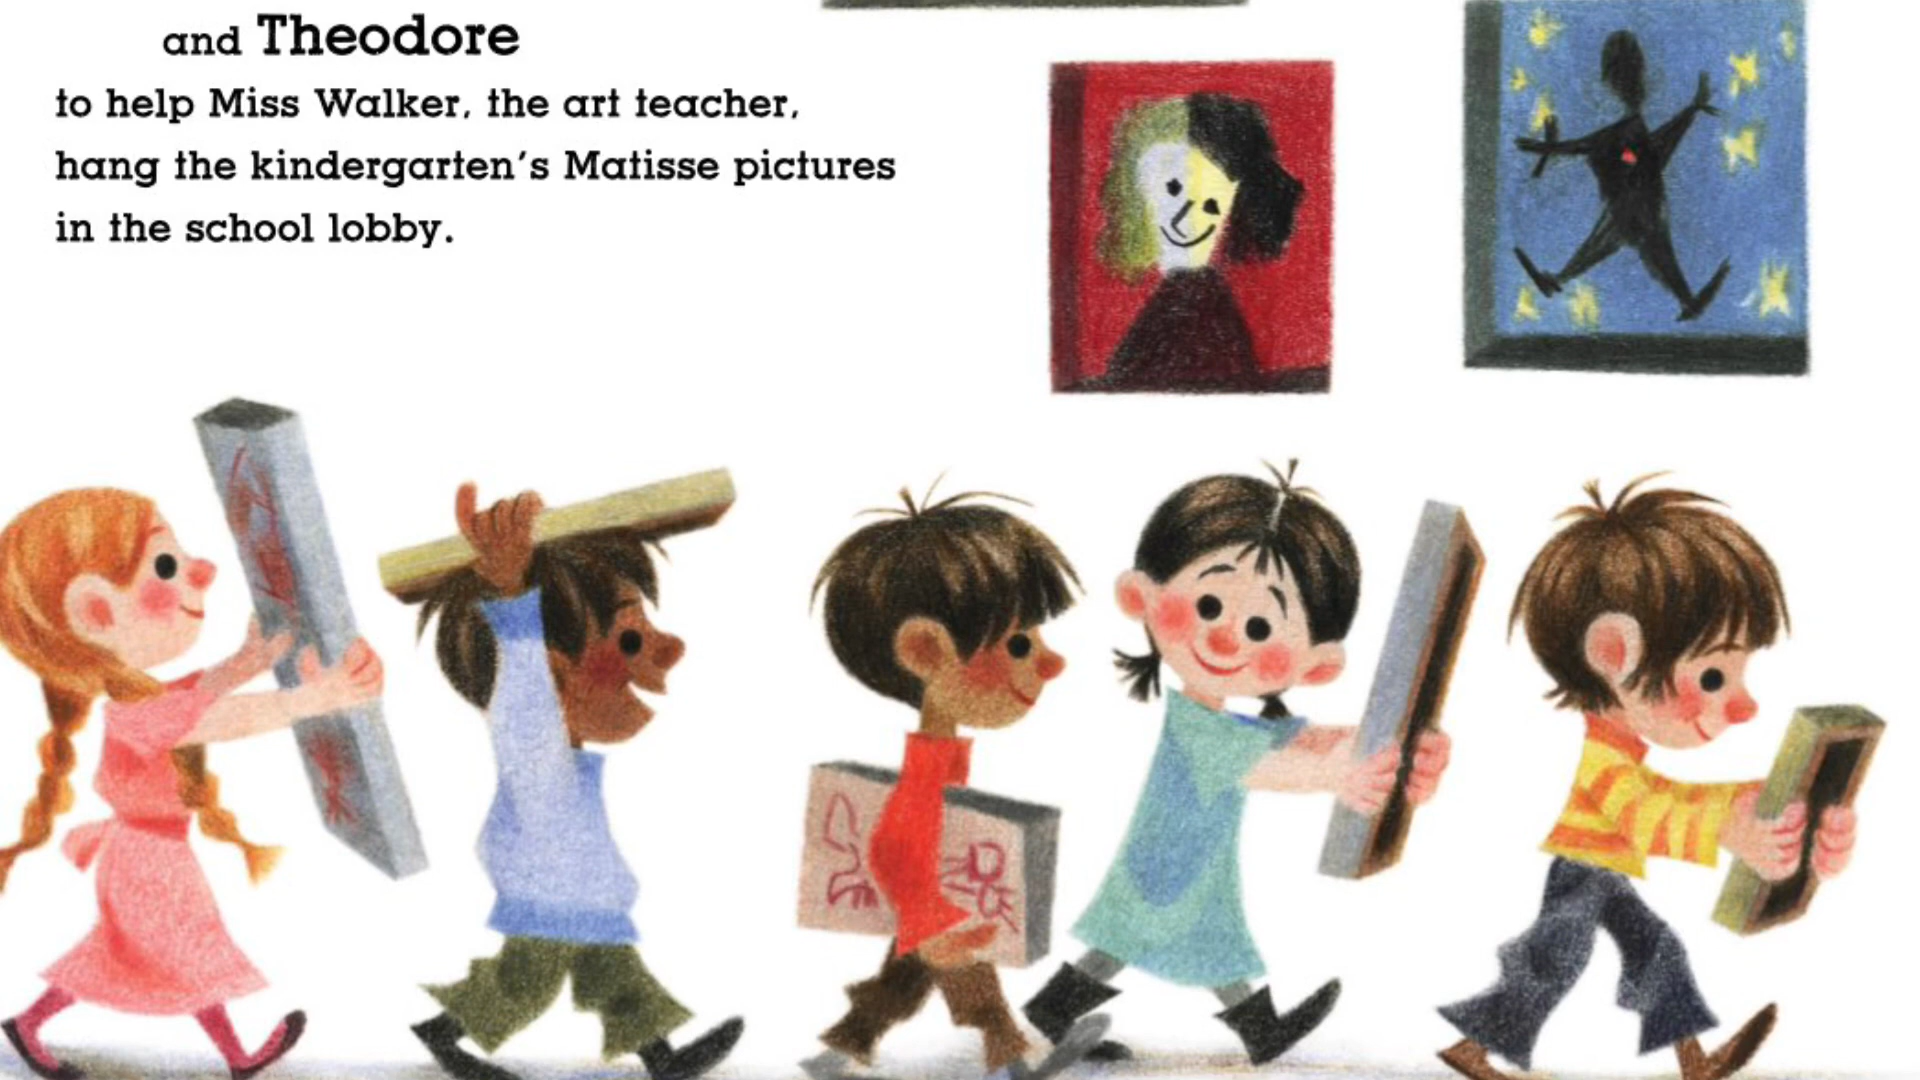 and Theodore
to help Miss Walker, the art teacher,
hang the kindergarten's Matisse pictures
in the school lobby.